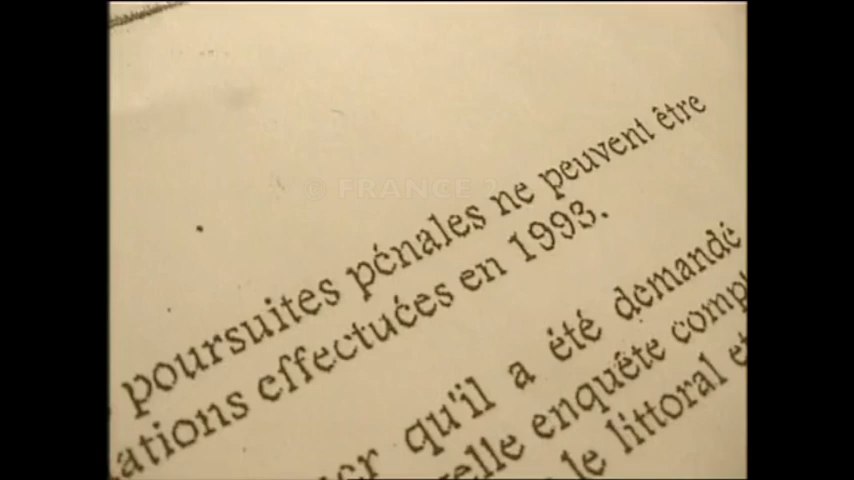 © FRANCE 2
poursuites pénales ne peuvent être
ations effectuées en 1993.
qu'il a été demandé
elle enquête comp
le littoral et